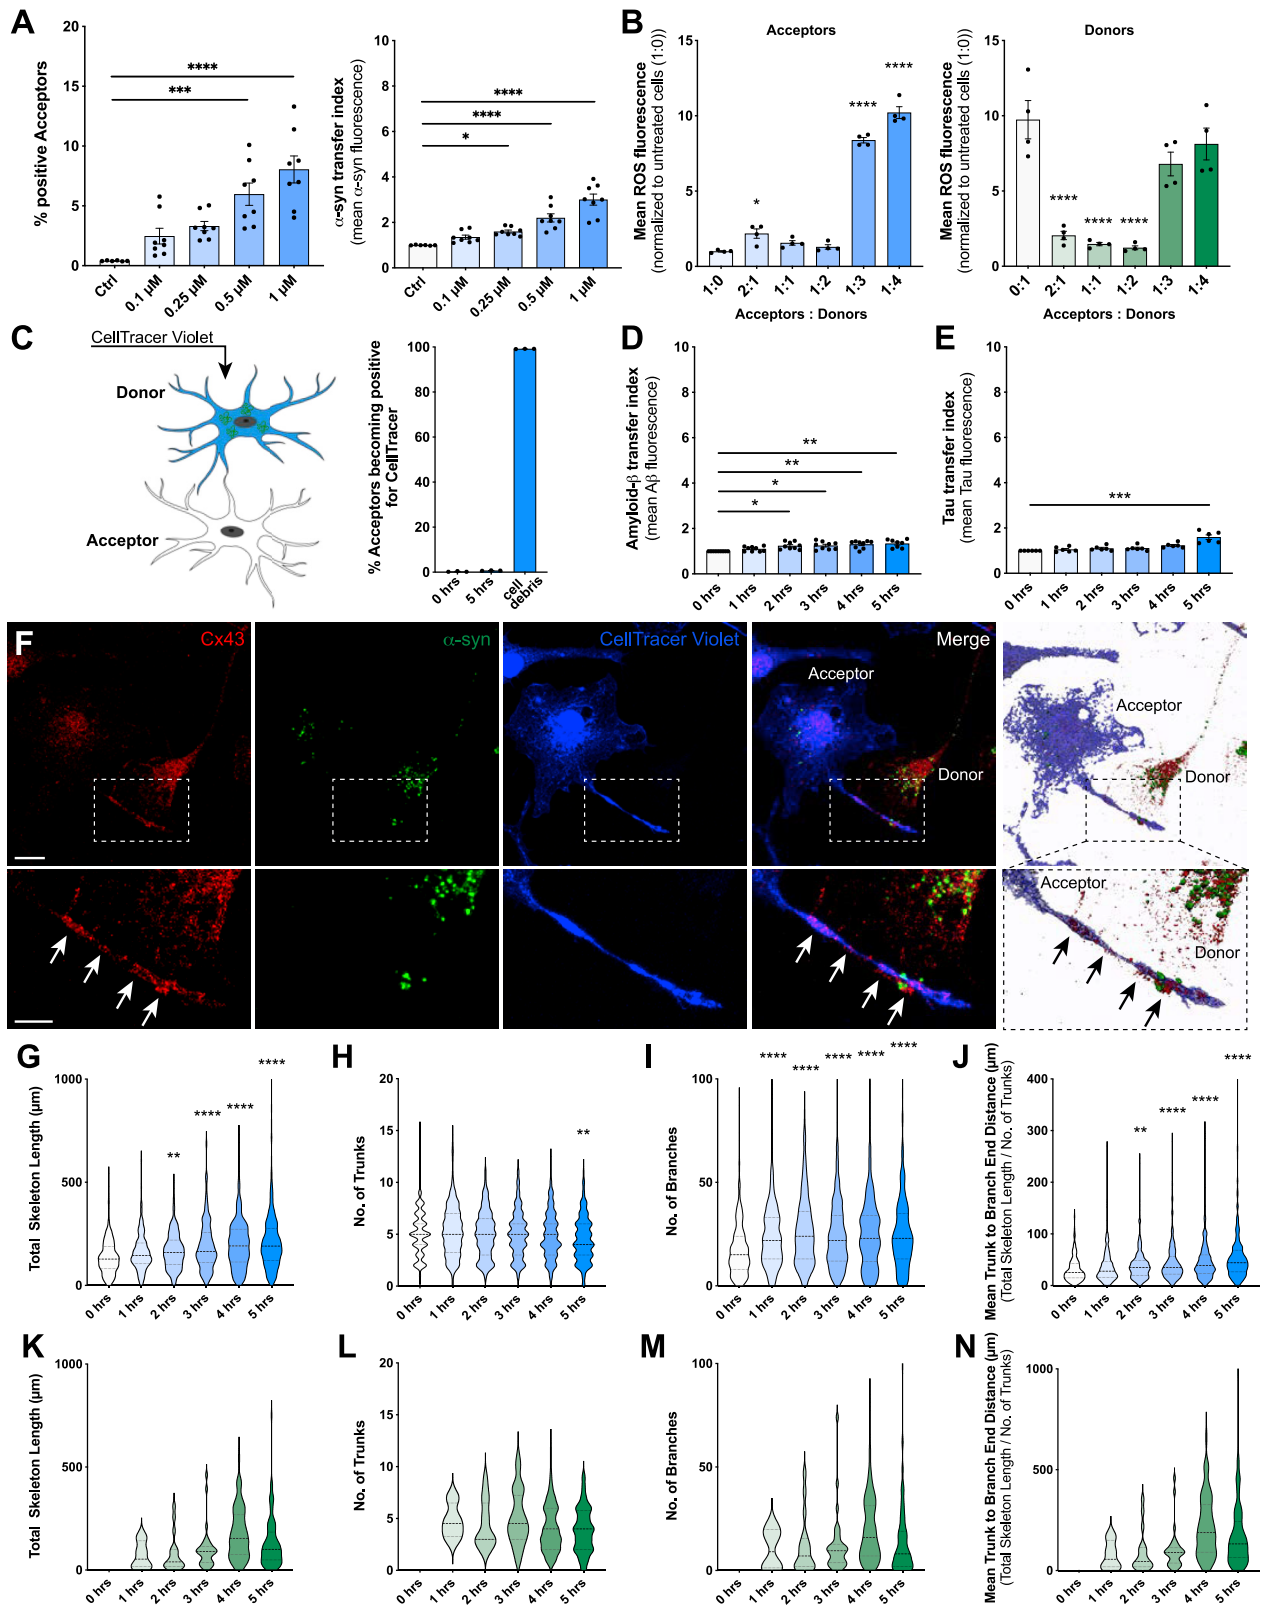 A
% positive Acceptors
20
15
10
5
0
****
***
Ctrl
0.1 µM
0.25 µM
0.5 µM
1 µM
α-syn transfer index
(mean α-syn fluorescence)
10
8
6
4
2
0
****
****
*
Ctrl
0.1 µM
0.25 µM
0.5 µM
1 µM
B
Acceptors
Mean ROS fluorescence
(normalized to untreated cells (1:0))
15
10
5
0
*
****
****
1:0
2:1
1:1
1:2
1:3
1:4
Acceptors : Donors
Donors
Mean ROS fluorescence
(normalized to untreated cells (1:0))
15
10
5
0
****
****
****
0:1
2:1
1:1
1:2
1:3
1:4
Acceptors : Donors
C
CellTracer Violet
Donor
Acceptor
% Acceptors becoming positive
for CellTracer
100
80
60
40
20
0
0 hrs
5 hrs
cell
debris
D
Amyloid-β transfer index
(mean Aβ fluorescence)
10
8
6
4
2
0
**
**
*
*
0 hrs
1 hrs
2 hrs
3 hrs
4 hrs
5 hrs
E
Tau transfer index
(mean Tau fluorescence)
10
8
6
4
2
0
***
0 hrs
1 hrs
2 hrs
3 hrs
4 hrs
5 hrs
F
Cx43
α-syn
CellTracer Violet
Merge
Acceptor
Donor
Acceptor
Donor
Acceptor
Donor
G
Total Skeleton Length (µm)
1000
500
0
**
****
****
****
0 hrs
1 hrs
2 hrs
3 hrs
4 hrs
5 hrs
H
No. of Trunks
20
15
10
5
0
**
0 hrs
1 hrs
2 hrs
3 hrs
4 hrs
5 hrs
I
No. of Branches
100
50
0
****
****
****
****
****
0 hrs
1 hrs
2 hrs
3 hrs
4 hrs
5 hrs
J
Mean Trunk to Branch End Distance (µm)
(Total Skeleton Length / No. of Trunks)
400
300
200
100
0
**
****
****
****
0 hrs
1 hrs
2 hrs
3 hrs
4 hrs
5 hrs
K
Total Skeleton Length (µm)
1000
500
0
0 hrs
1 hrs
2 hrs
3 hrs
4 hrs
5 hrs
L
No. of Trunks
20
15
10
5
0
0 hrs
1 hrs
2 hrs
3 hrs
4 hrs
5 hrs
M
No. of Branches
100
50
0
0 hrs
1 hrs
2 hrs
3 hrs
4 hrs
5 hrs
N
Mean Trunk to Branch End Distance (µm)
(Total Skeleton Length / No. of Trunks)
1000
500
0
0 hrs
1 hrs
2 hrs
3 hrs
4 hrs
5 hrs